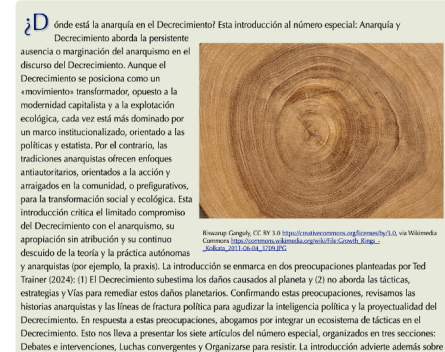 ¿Dónde está la anarquía en el Decrecimiento? Esta introducción al número especial: Anarquía y
Decrecimiento aborda la persistente
ausencia o marginación del anarquismo en el
discurso del Decrecimiento. Aunque el
Decrecimiento se posiciona como un
«movimiento» transformador, opuesto a la
modernidad capitalista y a la explotación
ecológica, cada vez está más dominado por
un marco institucionalizado, orientado a las
políticas y estatista. Por el contrario, las
tradiciones anarquistas ofrecen enfoques
antiautoritarios, orientados a la acción y
arraigados en la comunidad, o prefigurativos,
para la transformación social y ecológica. Esta
introducción critica el limitado compromiso
del Decrecimiento con el anarquismo, su
apropiación sin atribución y su continuo
descuido de la teoría y la práctica autónomas
Biswarup Ganguly, CC BY 3.0 https://creativecommons.org/licenses/by/3.0, via Wikimedia
Commons https://commons.wikimedia.org/wiki/File:Growth_Rings_-
_Kolkata_2011-06-04_3709.JPG
y anarquistas (por ejemplo, la praxis). La introducción se enmarca en dos preocupaciones planteadas por Ted
Trainer (2024): (1) El Decrecimiento subestima los daños causados al planeta y (2) no aborda las tácticas,
estrategias y Vías para remediar estos daños planetarios. Confirmando estas preocupaciones, revisamos las
historias anarquistas y las líneas de fractura política para agudizar la inteligencia política y la proyectualidad del
Decrecimiento. En respuesta a estas preocupaciones, abogamos por integrar un ecosistema de tácticas en el
Decrecimiento. Esto nos lleva a presentar los siete artículos del número especial, organizados en tres secciones:
Debates e intervenciones, Luchas convergentes y Organizarse para resistir. La introducción advierte además sobre